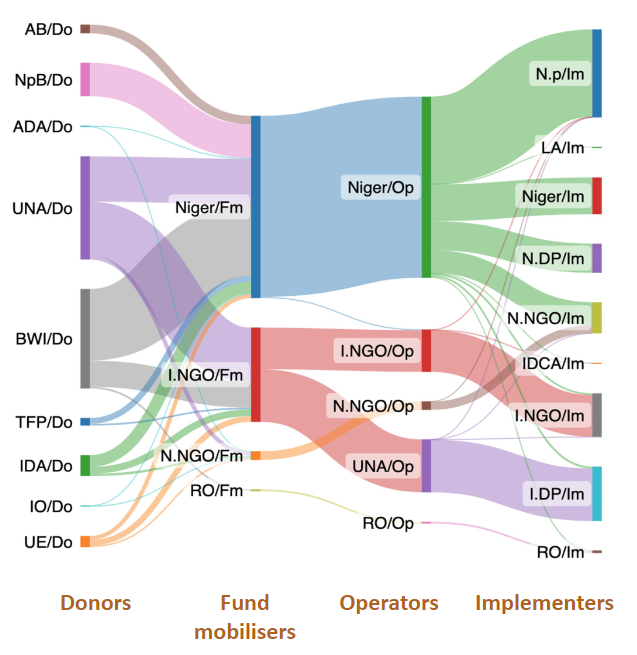 AB/Do
NpB/Do
ADA/Do
UNA/Do
BWI/Do
TFP/Do
IDA/Do
IO/Do
UE/Do
Niger/Fm
I.NGO/Fm
N.NGO/Fm
RO/Fm
Niger/Op
I.NGO/Op
N.NGO/Op
UNA/Op
RO/Op
N.p/Im
LA/Im
Niger/Im
N.DP/Im
N.NGO/Im
IDCA/Im
I.NGO/Im
I.DP/Im
RO/Im
Donors
Fund
mobilisers
Operators
Implementers